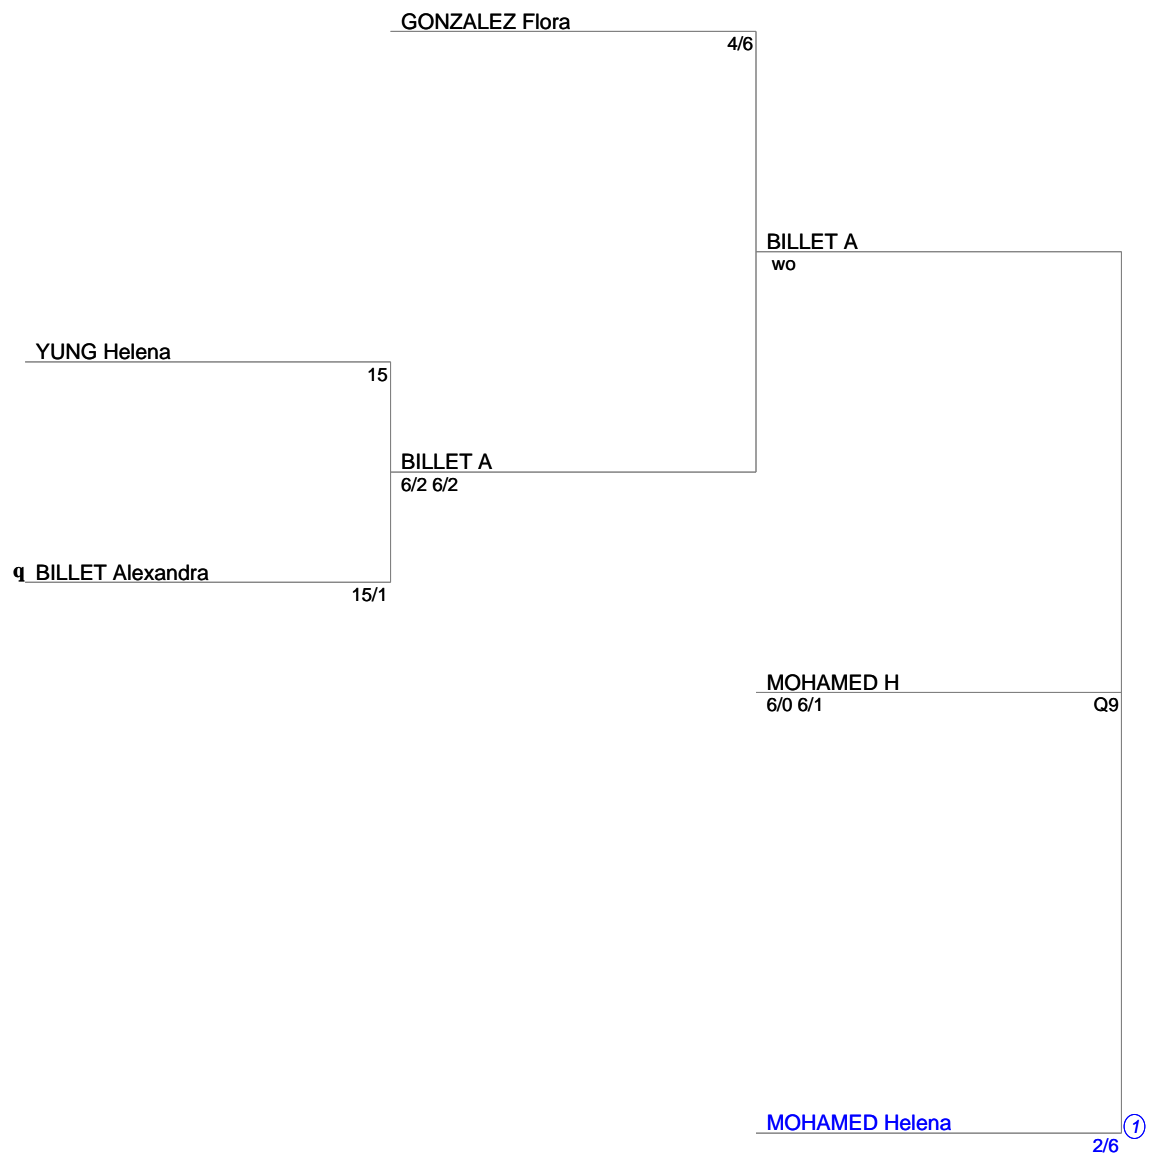 GONZALEZ Flora
4/6
BILLET A
wo
YUNG Helena
15
BILLET A
6/2 6/2
q BILLET Alexandra
15/1
MOHAMED H
6/0 6/1 Q9
MOHAMED Helena 1
2/6